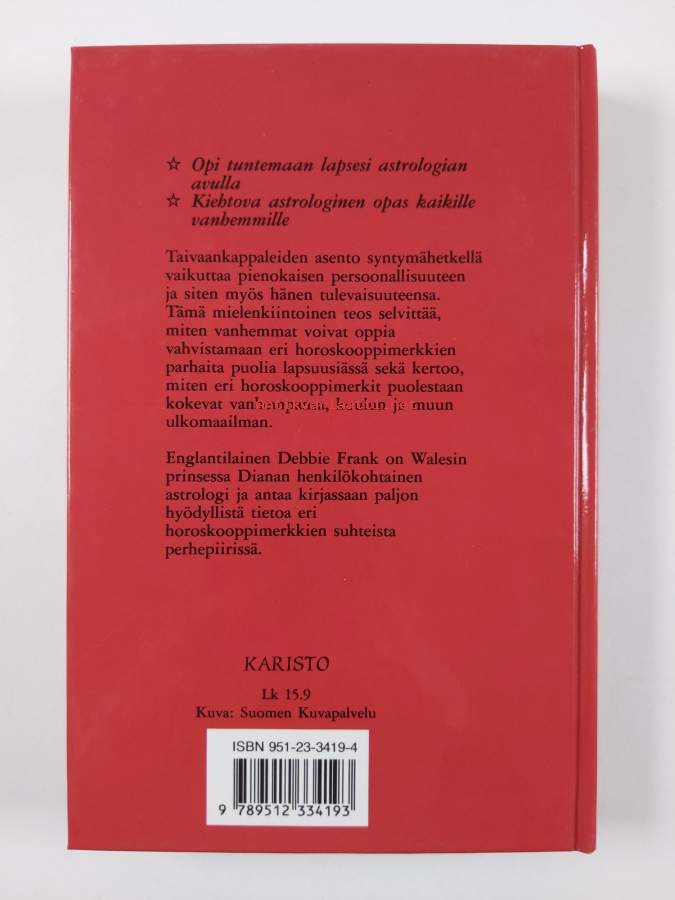 ☆ Opi tuntemaan lapsesi astrologian
avulla
☆ Kiehtova astrologinen opas kaikille
vanhemmille
Taivaankappaleiden asento syntymähetkellä
vaikuttaa pienokaisen persoonallisuuteen
ja siten myös hänen tulevaisuuteensa.
Tämä mielenkiintoinen teos selvittää,
miten vanhemmat voivat oppia
vahvistamaan eri horoskooppimerkkien
parhaita puolia lapsuusiässä sekä kertoo,
miten eri horoskooppimerkit puolestaan
kokevat vanhempansa, kodon ja muun
ulkomaailman.
Englantilainen Debbie Frank on Walesin
prinsessa Dianan henkilökohtainen
astrologi ja antaa kirjassaan paljon
hyödyllistä tietoa eri
horoskooppimerkkien suhteista
perhepiirissä.
KARISTO
Lk 15.9
Kuva: Suomen Kuvapalvelu
ISBN 951-23-3419-4
9 789512 334193